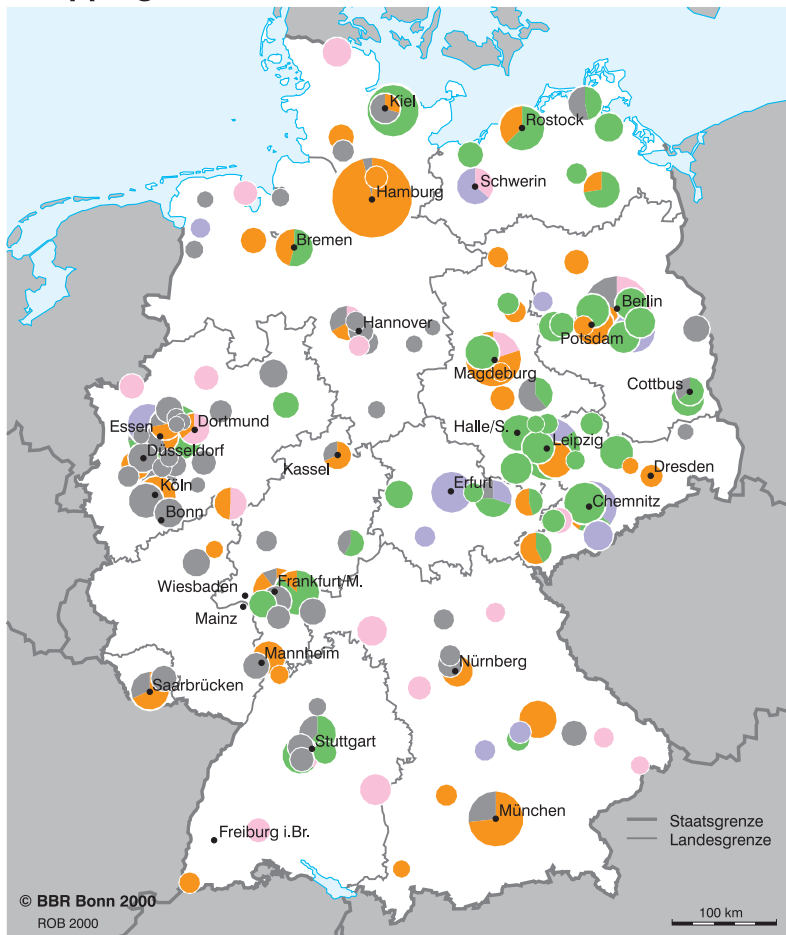 Kiel
Rostock
Schwerin
Hamburg
Bremen
Berlin
Hannover
Potsdam
Magdeburg
Cottbus
Essen
Dortmund
Halle/S.
Leipzig
Düsseldorf
Kassel
Dresden
Köln
Erfurt
Chemnitz
Bonn
Wiesbaden
Frankfurt/M.
Mainz
Mannheim
Nürnberg
Saarbrücken
Stuttgart
München
Staatsgrenze
Freiburg i.Br.
Landesgrenze
© BBR Bonn 2000
100 km
ROB 2000